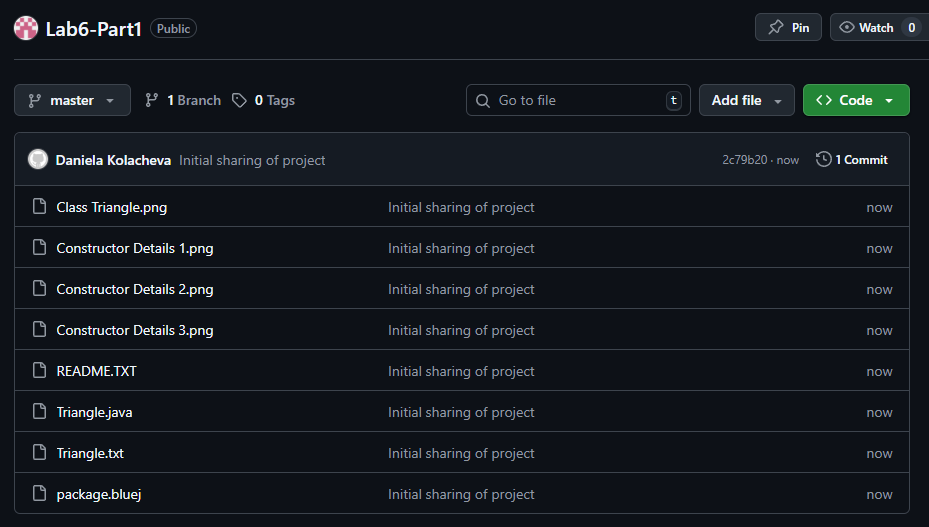 Lab6-Part1 Public Pin Watch 0
master 1 Branch 0 Tags Go to file t Add file Code
Daniela Kolacheva Initial sharing of project 2c79b20 · now 1 Commit
Class Triangle.png Initial sharing of project now
Constructor Details 1.png Initial sharing of project now
Constructor Details 2.png Initial sharing of project now
Constructor Details 3.png Initial sharing of project now
README.TXT Initial sharing of project now
Triangle.java Initial sharing of project now
Triangle.txt Initial sharing of project now
package.bluej Initial sharing of project now